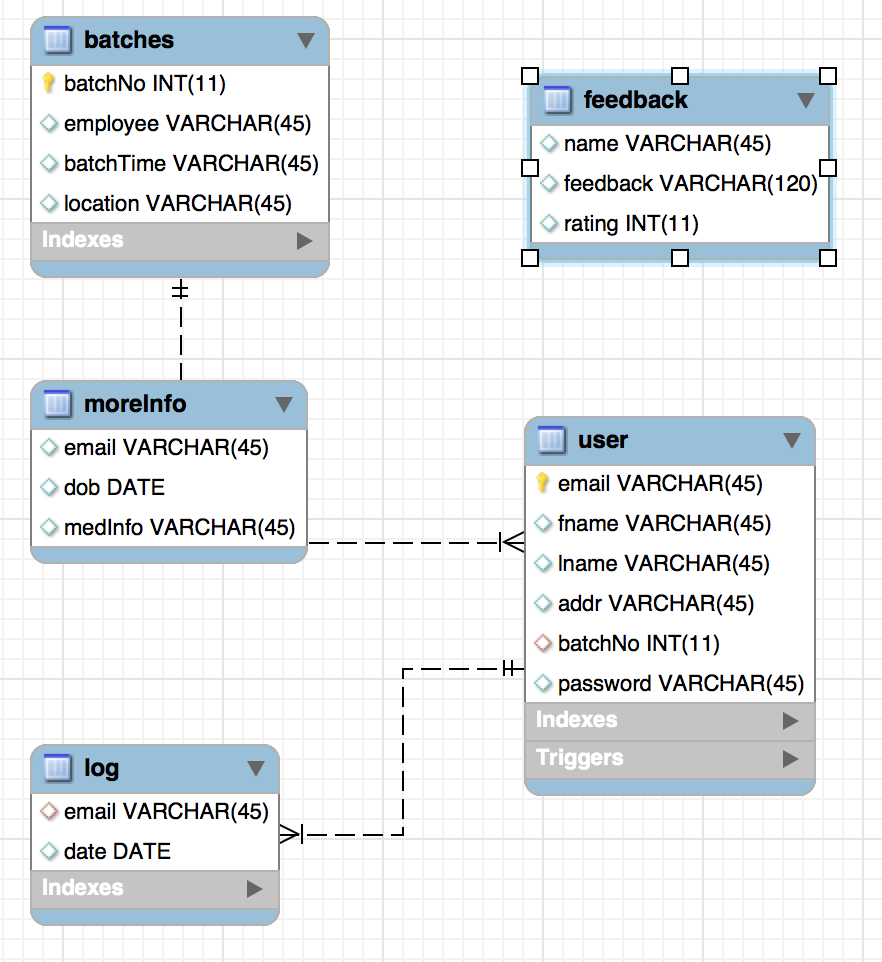 batches
batchNo INT(11)
employee VARCHAR(45)
batchTime VARCHAR(45)
location VARCHAR(45)
Indexes
feedback
name VARCHAR(45)
feedback VARCHAR(120)
rating INT(11)
moreInfo
email VARCHAR(45)
dob DATE
medInfo VARCHAR(45)
user
email VARCHAR(45)
fname VARCHAR(45)
lname VARCHAR(45)
addr VARCHAR(45)
batchNo INT(11)
password VARCHAR(45)
Indexes
Triggers
log
email VARCHAR(45)
date DATE
Indexes